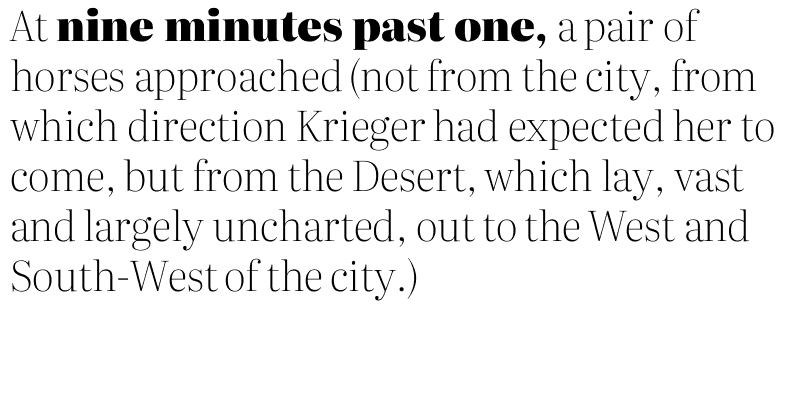 At nine minutes past one, a pair of
horses approached (not from the city, from
which direction Krieger had expected her to
come, but from the Desert, which lay, vast
and largely uncharted, out to the West and
South-West of the city.)